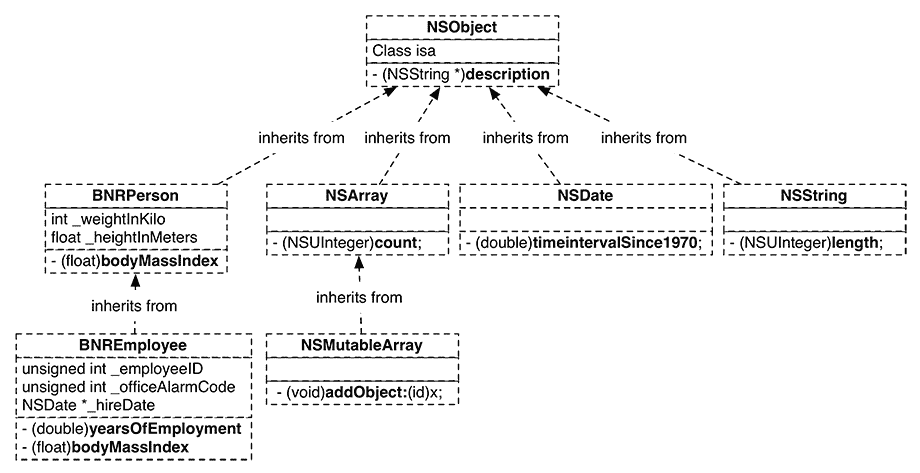 NSObject
Class isa
- (NSString *)description
inherits from
inherits from
inherits from
inherits from
BNRPerson
int _weightInKilo
float _heightInMeters
- (float)bodyMassIndex
NSArray
- (NSUInteger)count;
NSDate
- (double)timeintervalSince1970;
NSString
- (NSUInteger)length;
inherits from
inherits from
BNREmployee
unsigned int _employeeID
unsigned int _officeAlarmCode
NSDate *_hireDate
- (double)yearsOfEmployment
- (float)bodyMassIndex
NSMutableArray
- (void)addObject:(id)x;